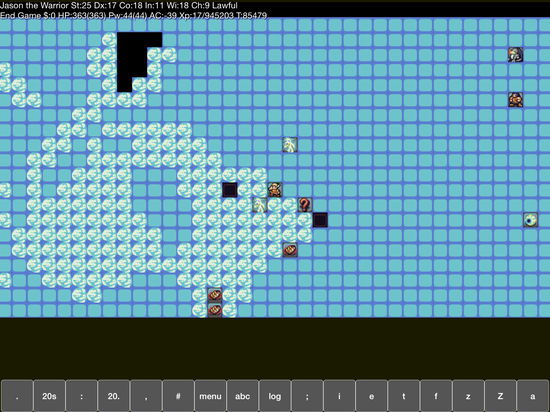 Jason the Warrior St:25 Dx:17 Co:18 In:11 Wi:18 Ch:9 Lawful
End Game $:0 HP:363(363) Pw:44(44) AC:-39 Xp:17/945203 T:85479
. 20s : 20. , # menu abc log ; i e t f z Z a